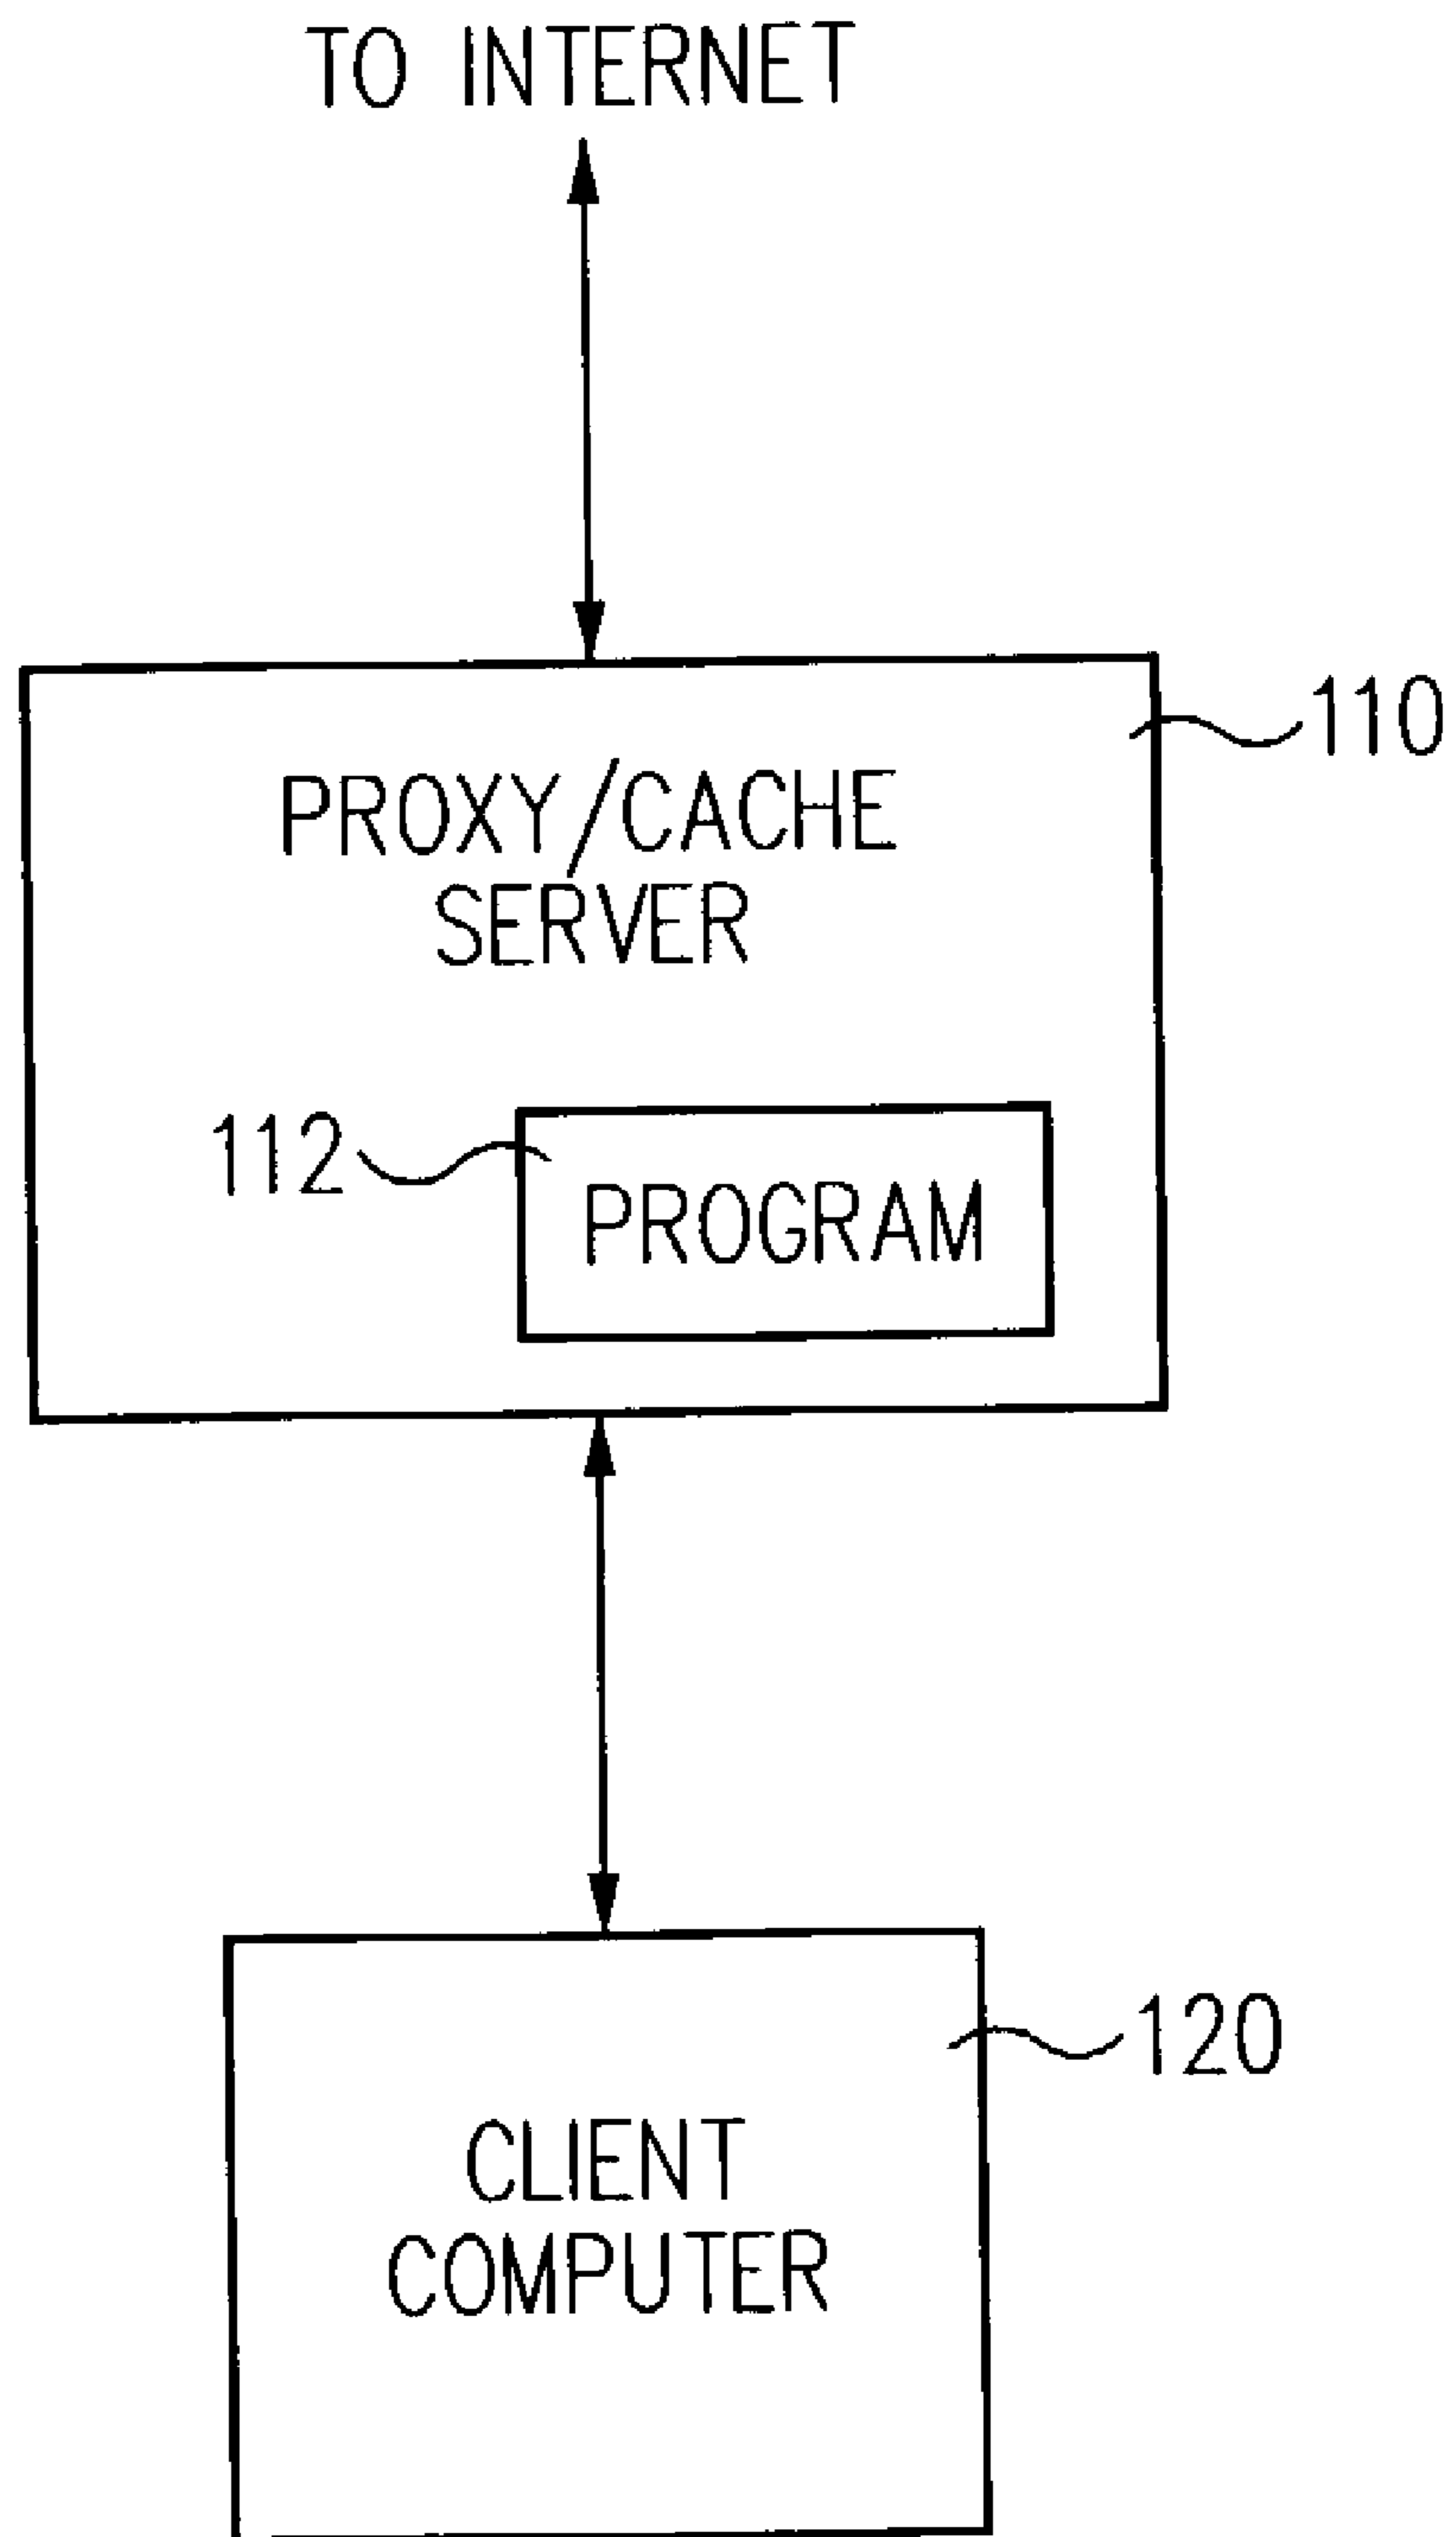 TO INTERNET
110
PROXY/CACHE
SERVER
112
PROGRAM
120
CLIENT
COMPUTER